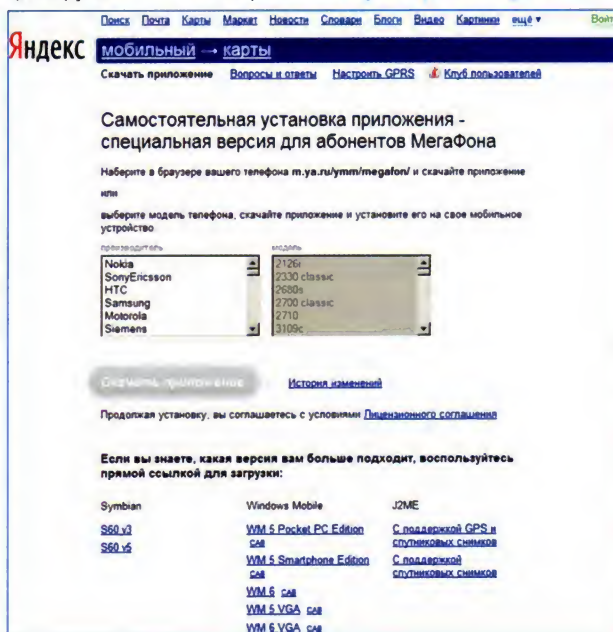 Поиск Почта Карты Маркет Новости Словари Блоги Видео Картинки ещё ▼
Яндекс
мобильный → карты
Скачать приложение Вопросы и ответы Настроить GPRS Клуб пользователей
Самостоятельная установка приложения -
специальная версия для абонентов МегаФона
Наберите в браузере вашего телефона m.ya.ru/ymm/megafon/ и скачайте приложение
или
выберите модель телефона, скачайте приложение и установите его на свое мобильное
устройство
производитель модель
Nokia 2126i
SonyEricsson 2330 classic
HTC 2680s
Samsung 2700 classic
Motorola 2710
Siemens 3109c
Скачать приложение История изменений
Продолжая установку, вы соглашаетесь с условиями Лицензионного соглашения
Если вы знаете, какая версия вам больше подходит, воспользуйтесь
прямой ссылкой для загрузки:
Symbian Windows Mobile J2ME
S60 v3 WM 5 Pocket PC Edition С поддержкой GPS и
CAB спутниковых снимков
S60 v5 WM 5 Smartphone Edition С поддержкой
CAB спутниковых снимков
WM 6 CAB
WM 5 VGA CAB
WM 6 VGA CAB